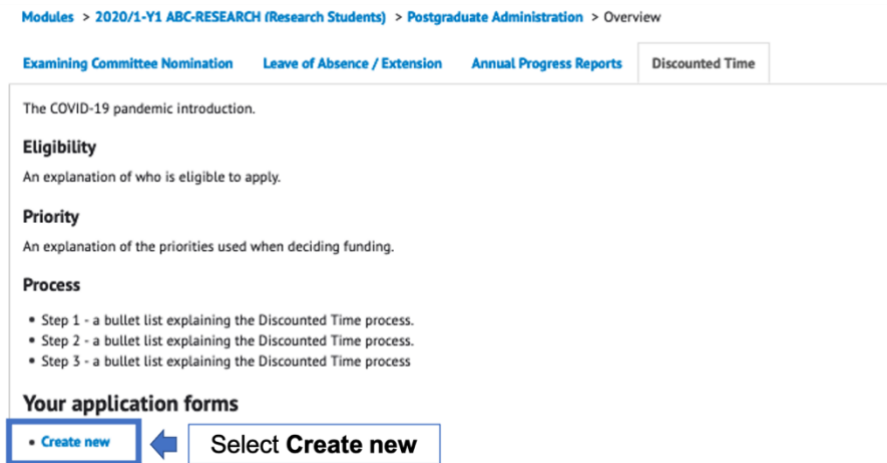 Modules > 2020/1-Y1 ABC-RESEARCH (Research Students) > Postgraduate Administration > Overview
Examining Committee Nomination Leave of Absence / Extension Annual Progress Reports Discounted Time
The COVID-19 pandemic introduction.
Eligibility
An explanation of who is eligible to apply.
Priority
An explanation of the priorities used when deciding funding.
Process
• Step 1 - a bullet list explaining the Discounted Time process.
• Step 2 - a bullet list explaining the Discounted Time process.
• Step 3 - a bullet list explaining the Discounted Time process
Your application forms
• Create new Select Create new